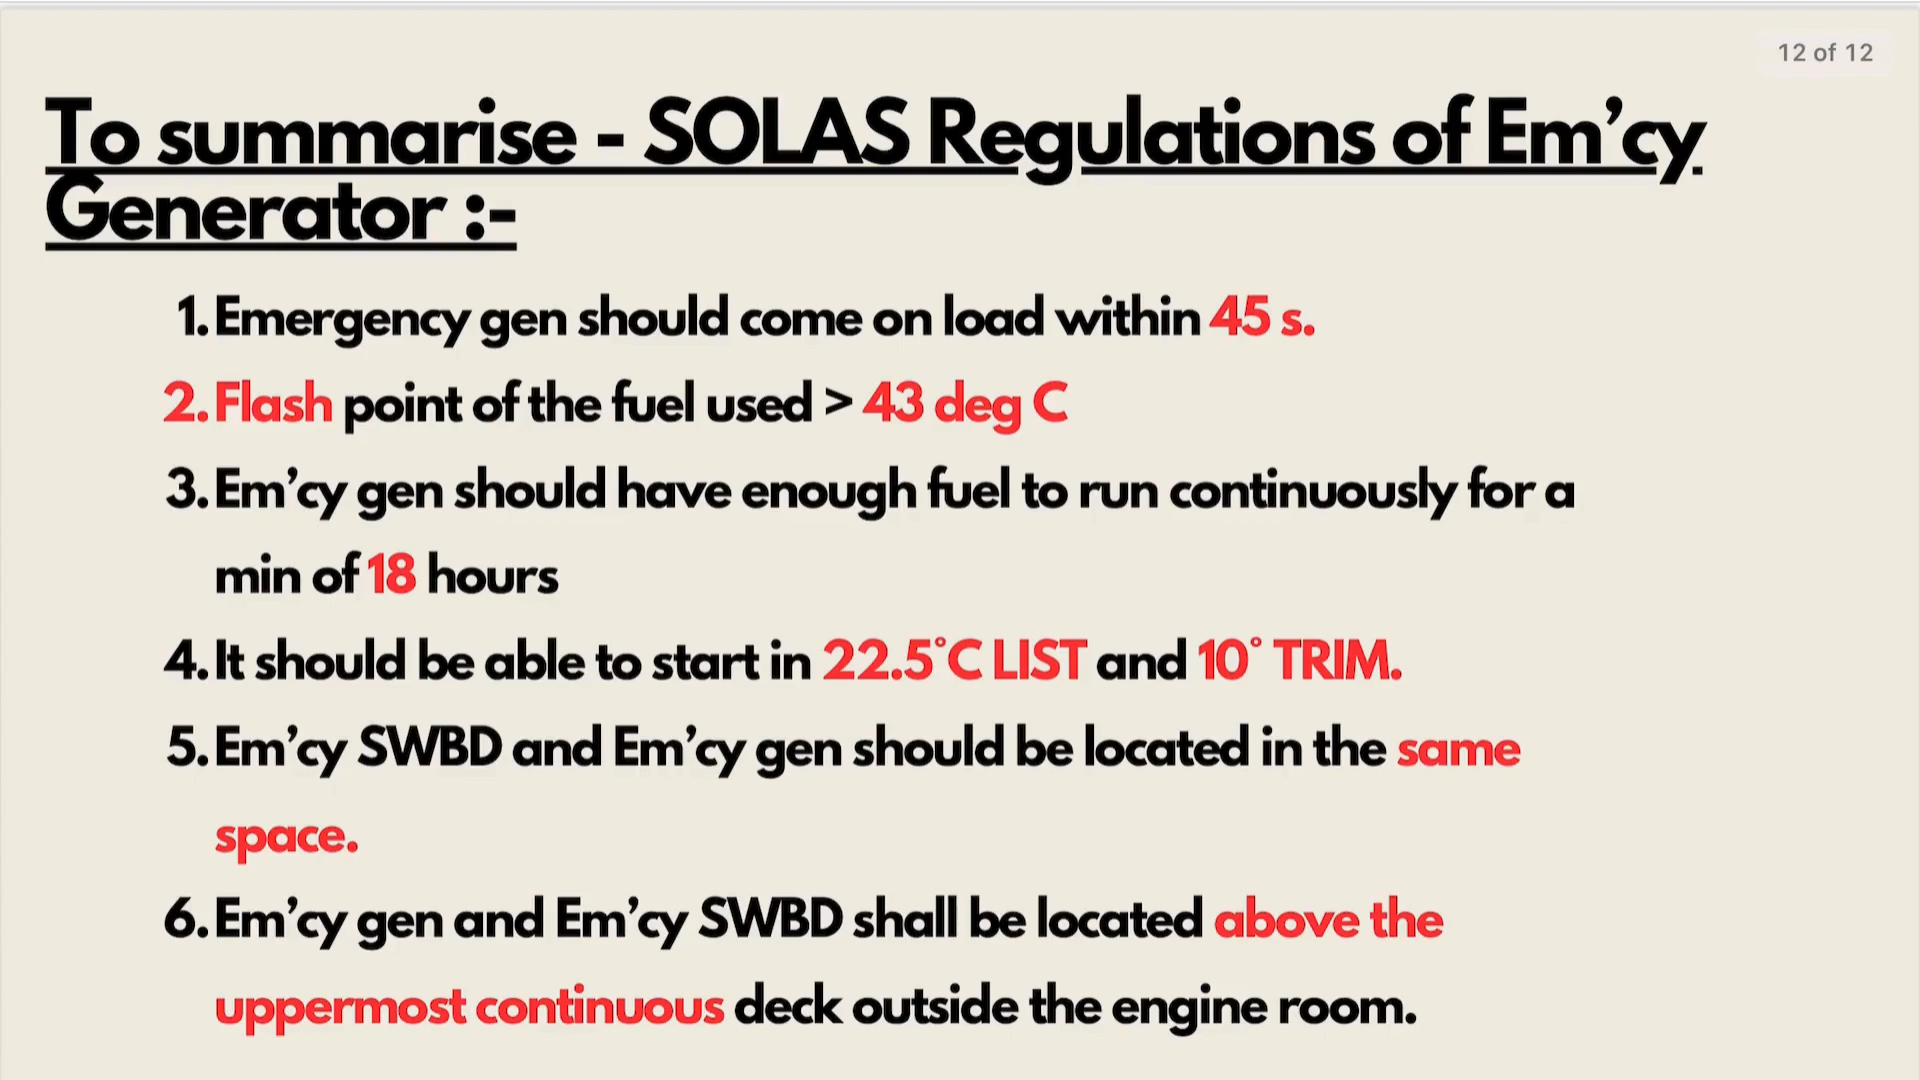 12 of 12
To summarise - SOLAS Regulations of Em’cy
Generator :-
1. Emergency gen should come on load within 45 s.
2. Flash point of the fuel used > 43 deg C
3. Em’cy gen should have enough fuel to run continuously for a
min of 18 hours
4. It should be able to start in 22.5°C LIST and 10° TRIM.
5. Em’cy SWBD and Em’cy gen should be located in the same
space.
6. Em’cy gen and Em’cy SWBD shall be located above the
uppermost continuous deck outside the engine room.